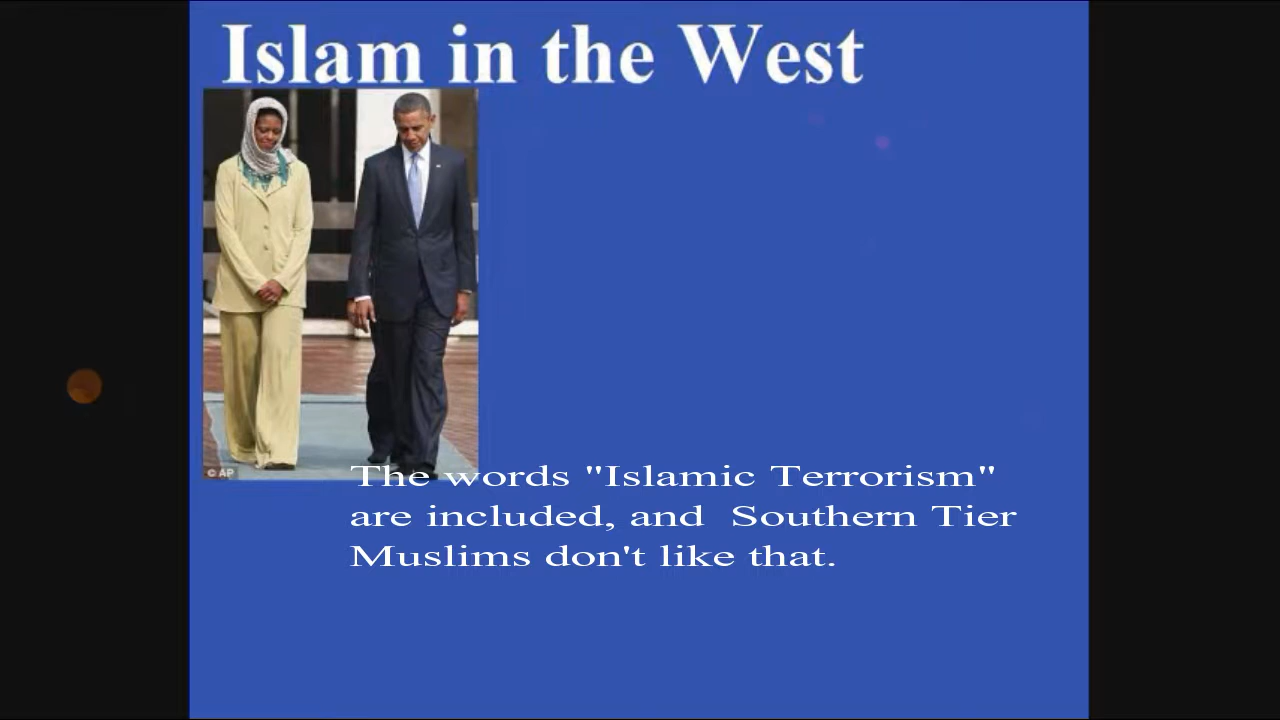 Islam in the West
© AP
The words "Islamic Terrorism"
are included, and  Southern Tier
Muslims don't like that.